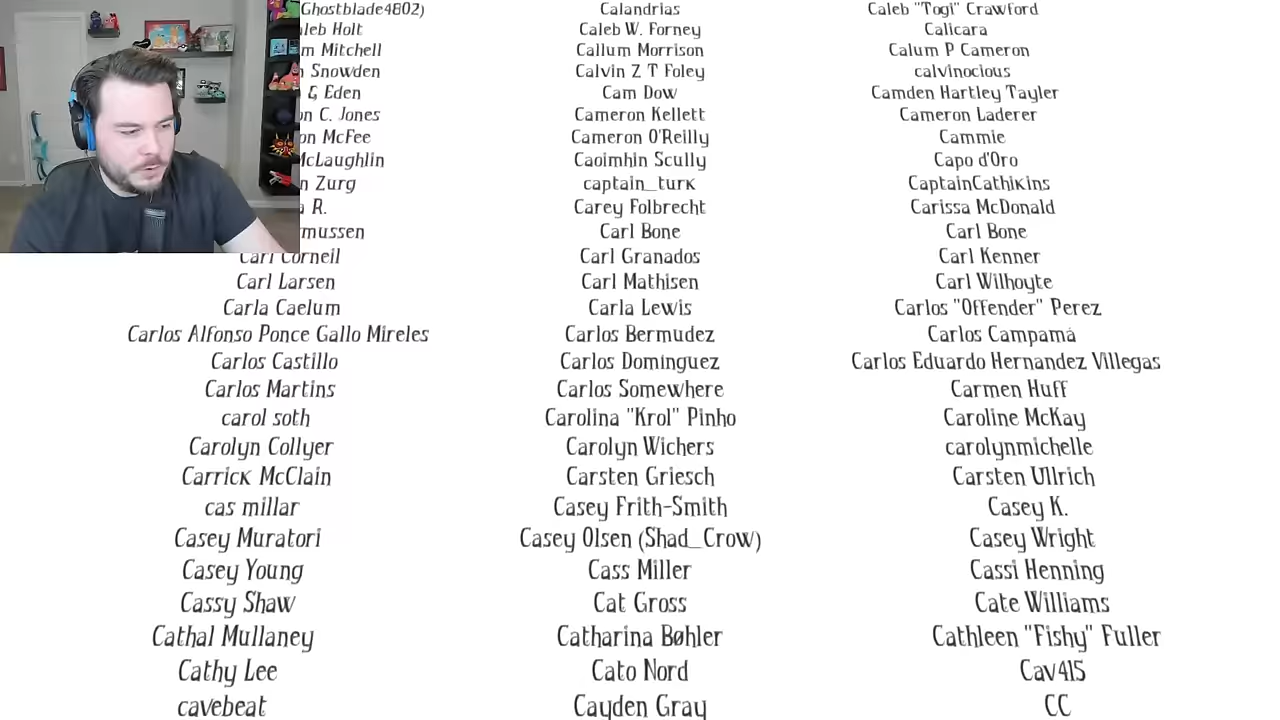 Ghostblade4802) Calandrias Caleb "Togi" Crawford
Holt Caleb W. Forney Calicara
Mitchell Callum Morrison Calum P Cameron
Snowden Calvin Z T Foley calvinocious
& Eden Cam Dow Camden Hartley Tayler
C. Jones Cameron Kellett Cameron Laderer
McFee Cameron O'Reilly Cammie
McLaughlin Caoimhin Scully Capo d'Oro
Zurg captain_turk CaptainCathikins
R. Carey Folbrecht Carissa McDonald
Carl Bone Carl Bone
Carl Corneil Carl Granados Carl Kenner
Carl Larsen Carl Mathisen Carl Wilhoyte
Carla Caelum Carla Lewis Carlos "Offender" Perez
Carlos Alfonso Ponce Gallo Mireles Carlos Bermudez Carlos Campamá
Carlos Castillo Carlos Dominguez Carlos Eduardo Hernandez Villegas
Carlos Martins Carlos Somewhere Carmen Huff
carol soth Carolina "Krol" Pinho Caroline McKay
Carolyn Collyer Carolyn Wichers carolynmichelle
Carrick McClain Carsten Griesch Carsten Ullrich
cas millar Casey Frith-Smith Casey K.
Casey Muratori Casey Olsen (Shad_Crow) Casey Wright
Casey Young Cass Miller Cassi Henning
Cassy Shaw Cat Gross Cate Williams
Cathal Mullaney Catharina Bøhler Cathleen "Fishy" Fuller
Cathy Lee Cato Nord Cav415
cavebeat Cayden Gray CC